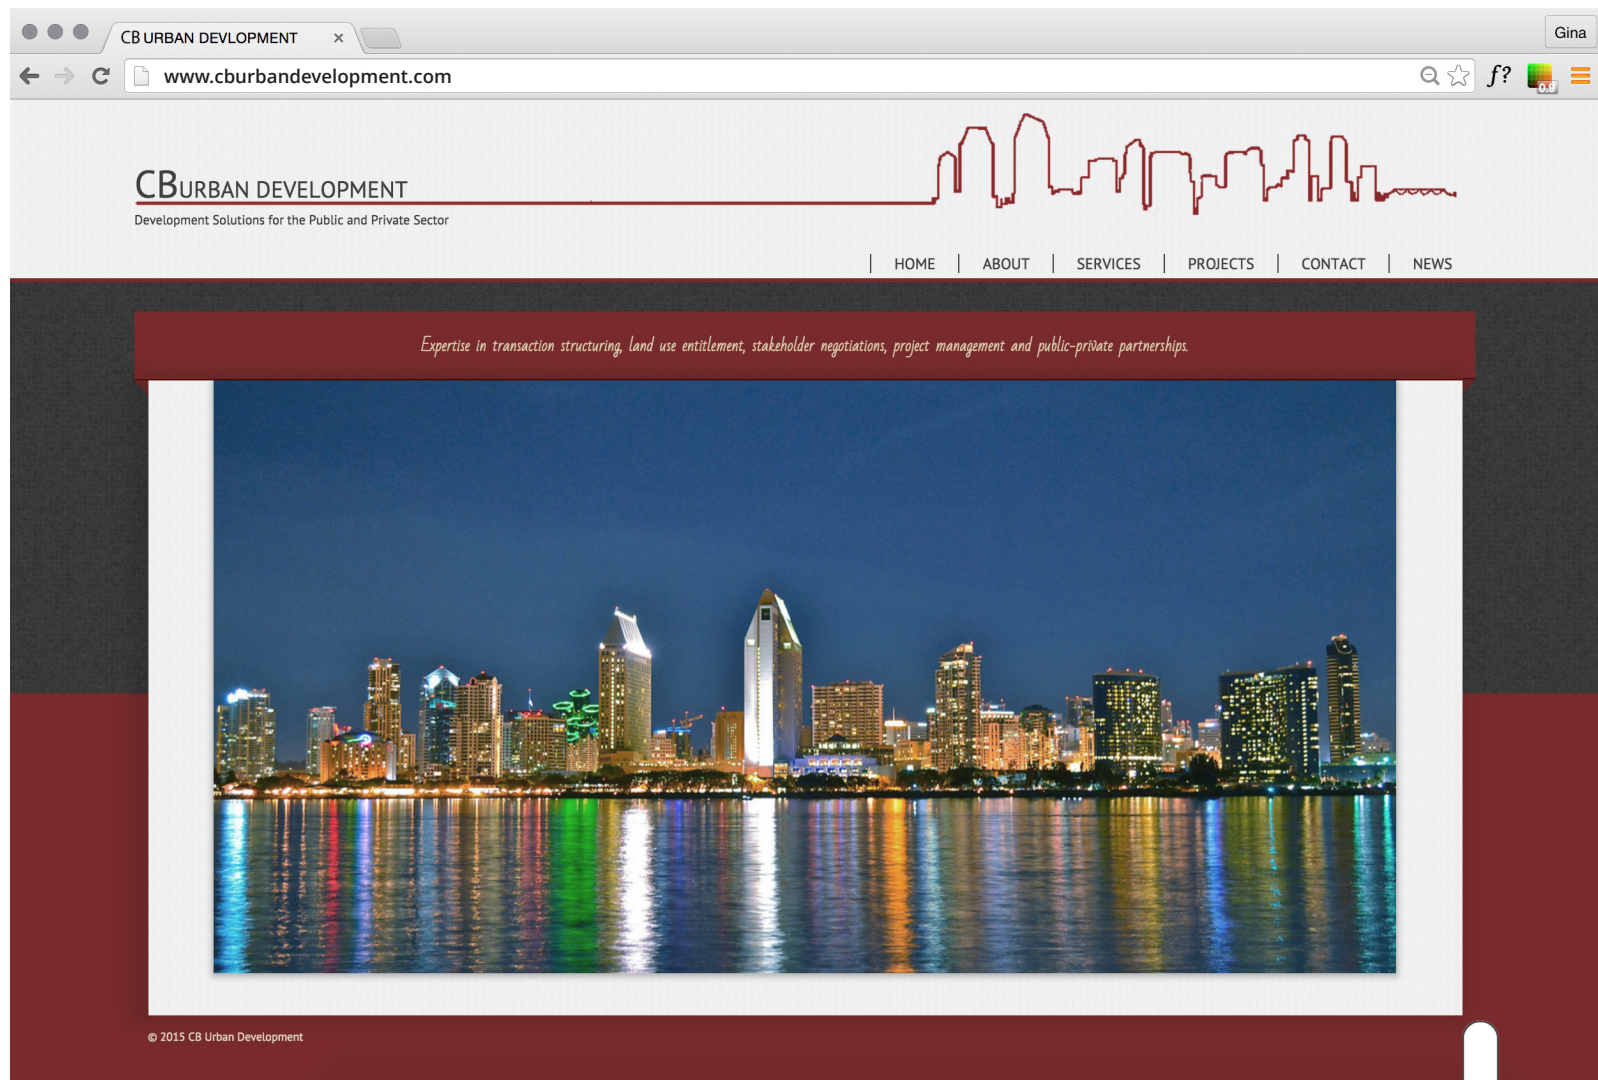 CB URBAN DEVLOPMENT
Gina
www.cburbandevelopment.com
f?
0.9
CBURBAN DEVELOPMENT
Development Solutions for the Public and Private Sector
HOME | ABOUT | SERVICES | PROJECTS | CONTACT | NEWS
Expertise in transaction structuring, land use entitlement, stakeholder negotiations, project management and public-private partnerships.
© 2015 CB Urban Development